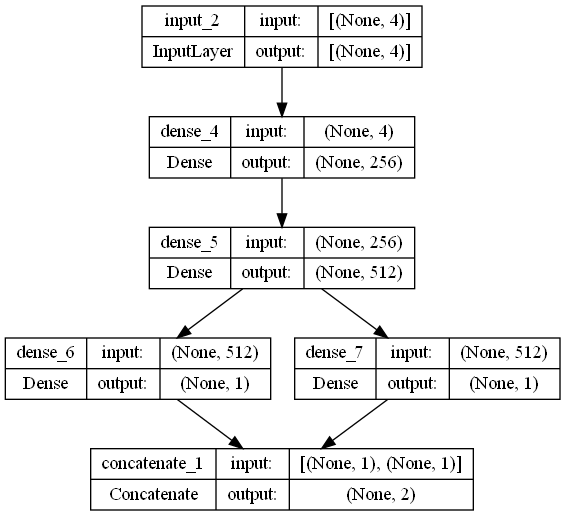 input_2 input: [(None, 4)]
InputLayer output: [(None, 4)]
dense_4 input: (None, 4)
Dense output: (None, 256)
dense_5 input: (None, 256)
Dense output: (None, 512)
dense_6 input: (None, 512)
Dense output: (None, 1)
dense_7 input: (None, 512)
Dense output: (None, 1)
concatenate_1 input: [(None, 1), (None, 1)]
Concatenate output: (None, 2)